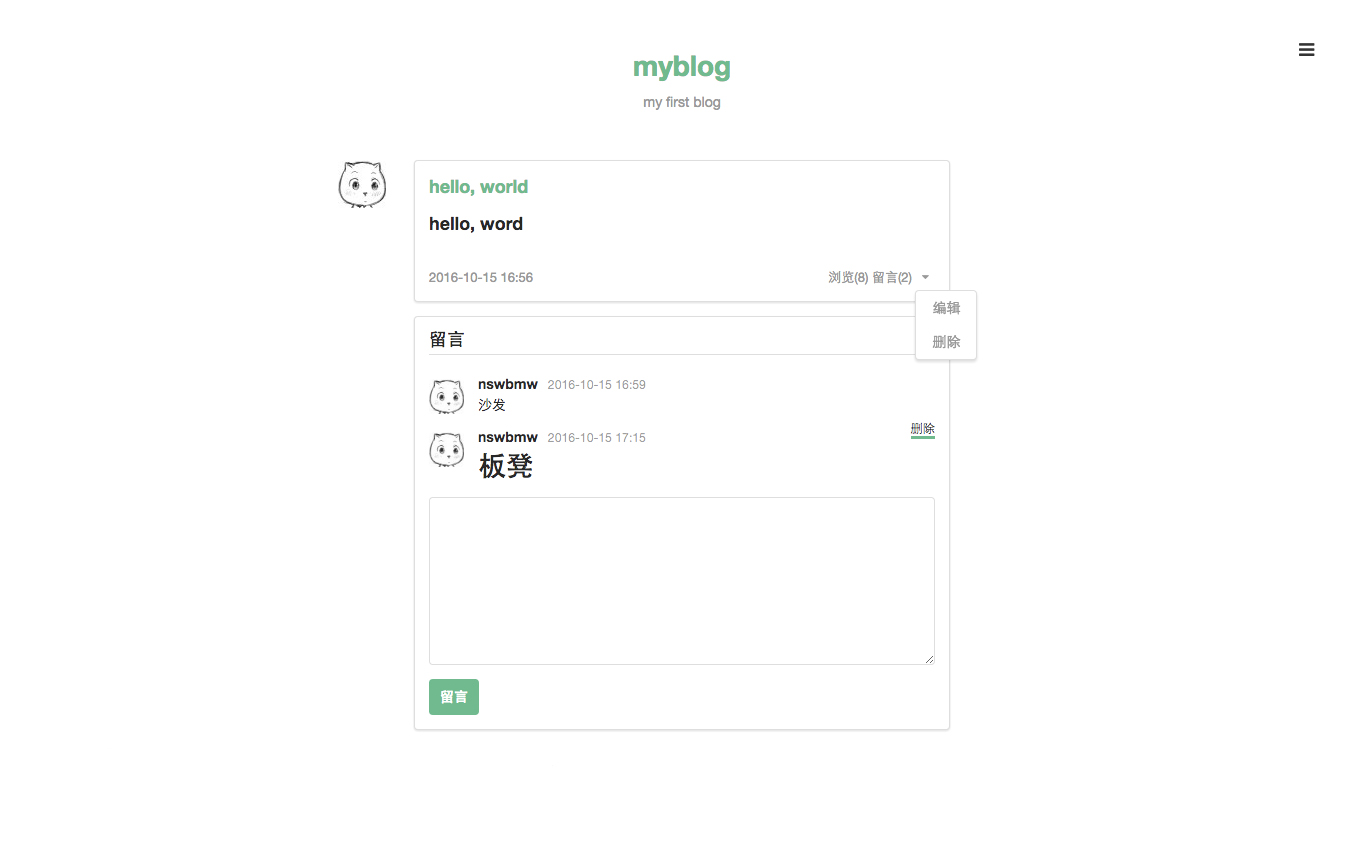 myblog
my first blog
hello, world
hello, word
2016-10-15 16:56 浏览(8) 留言(2)
编辑
删除
留言
nswbmw 2016-10-15 16:59
沙发
删除
nswbmw 2016-10-15 17:15
板凳
留言